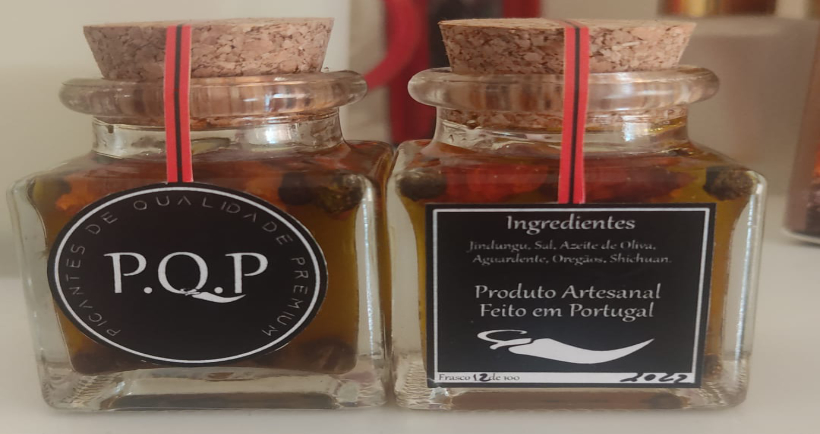 PICANTES DE QUALIDADE PREMIUM
P.Q.P
Ingredientes
Jindungu, Sal, Azeite de Oliva,
Aguardente, Oregãos, Shichuan.
Produto Artesanal
Feito em Portugal
Frasco 12 de 100